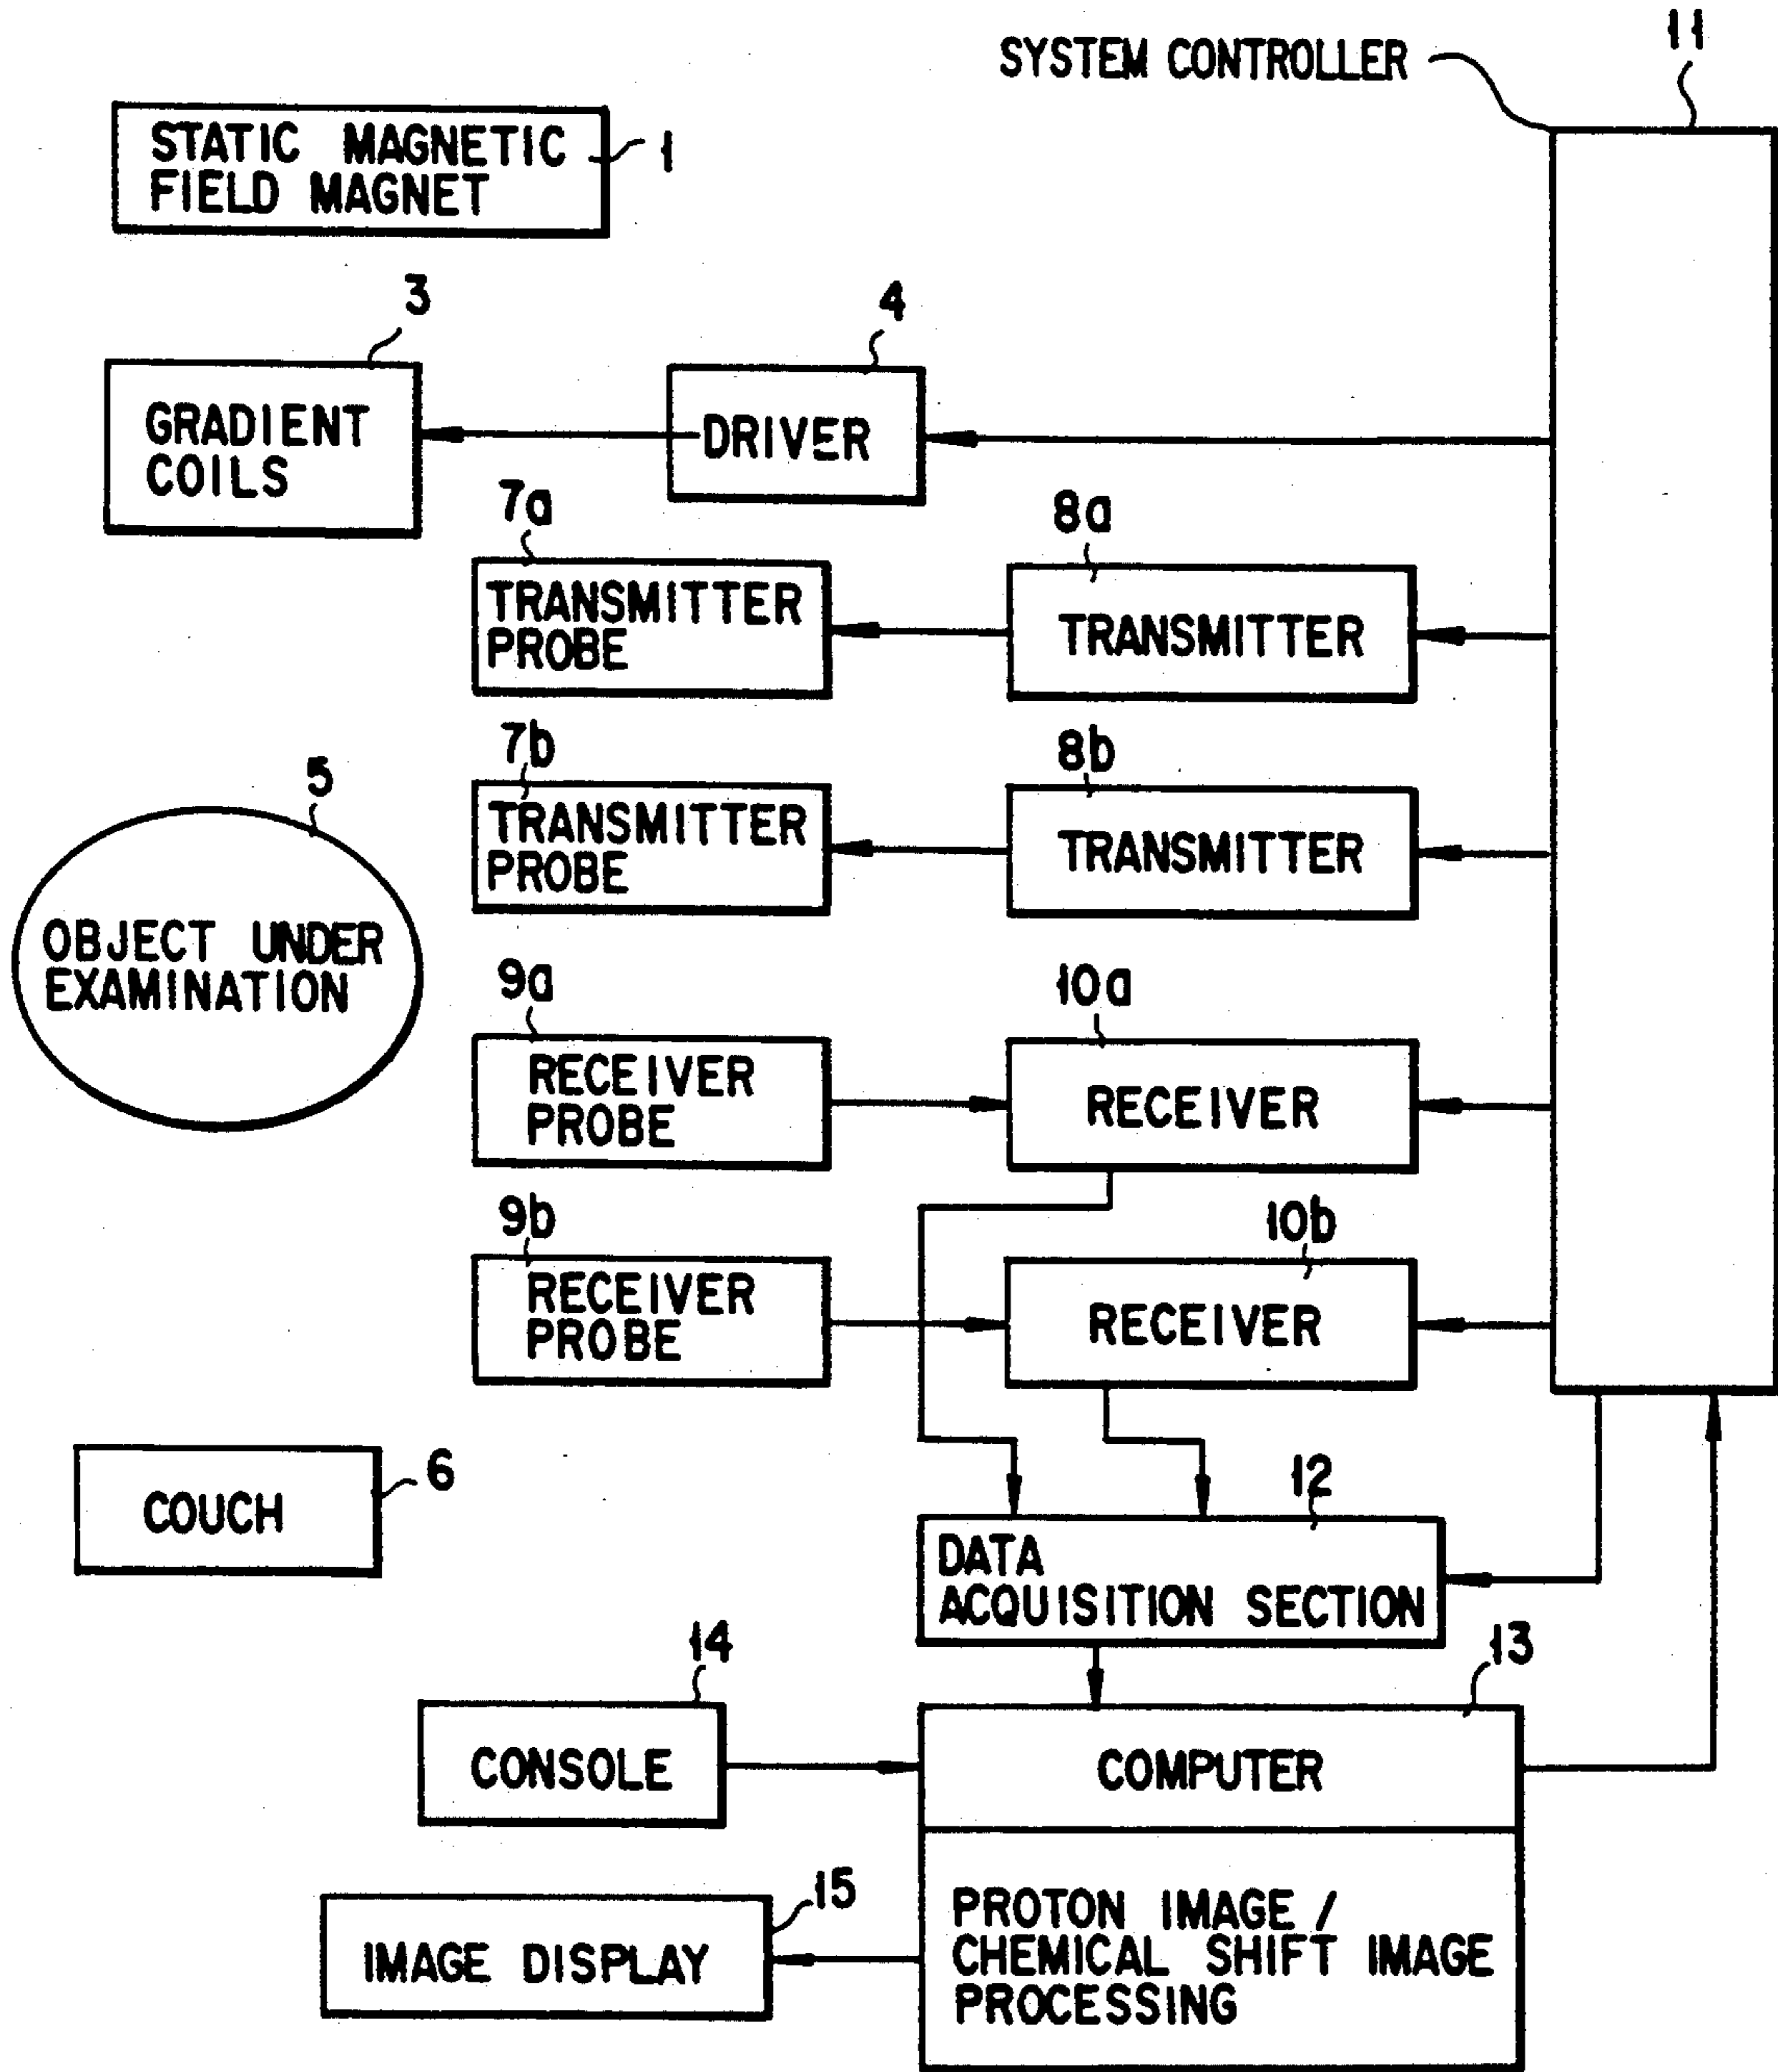 11
SYSTEM CONTROLLER
STATIC MAGNETIC
FIELD MAGNET
1
3
4
GRADIENT
COILS
DRIVER
7a
8a
TRANSMITTER
PROBE
TRANSMITTER
7b
8b
TRANSMITTER
PROBE
TRANSMITTER
5
OBJECT UNDER
EXAMINATION
9a
10a
RECEIVER
PROBE
RECEIVER
9b
10b
RECEIVER
PROBE
RECEIVER
COUCH
6
12
DATA
ACQUISITION SECTION
14
13
CONSOLE
COMPUTER
15
IMAGE DISPLAY
PROTON IMAGE /
CHEMICAL SHIFT IMAGE
PROCESSING